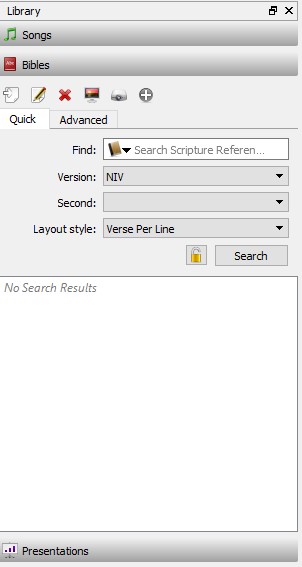 Library
Songs
Bibles
Quick Advanced
Find: Search Scripture Referen...
Version: NIV
Second:
Layout style: Verse Per Line
Search
No Search Results
Presentations